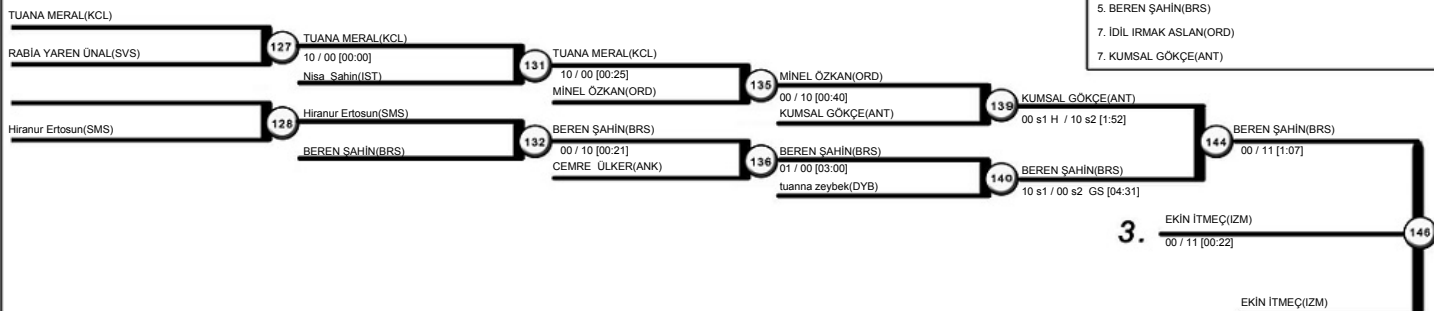 5. BEREN ŞAHİN(BRS)
7. İDİL IRMAK ASLAN(ORD)
7. KUMSAL GÖKÇE(ANT)
TUANA MERAL(KCL)
RABİA YAREN ÜNAL(SVS)
127
TUANA MERAL(KCL)
10 / 00 [00:00]
Nisa Şahin(IST)
131
TUANA MERAL(KCL)
10 / 00 [00:25]
MİNEL ÖZKAN(ORD)
135
MİNEL ÖZKAN(ORD)
00 / 10 [00:40]
KUMSAL GÖKÇE(ANT)
139
KUMSAL GÖKÇE(ANT)
00 s1 H / 10 s2 [1:52]
Hiranur Ertosun(SMS)
128
Hiranur Ertosun(SMS)
BEREN ŞAHİN(BRS)
132
BEREN ŞAHİN(BRS)
00 / 10 [00:21]
CEMRE ÜLKER(ANK)
136
BEREN ŞAHİN(BRS)
01 / 00 [03:00]
tuanna zeybek(DYB)
140
BEREN ŞAHİN(BRS)
10 s1 / 00 s2 GS [04:31]
144
BEREN ŞAHİN(BRS)
00 / 11 [1:07]
3.
EKİN İTMEÇ(IZM)
00 / 11 [00:22]
146
EKİN İTMEÇ(IZM)